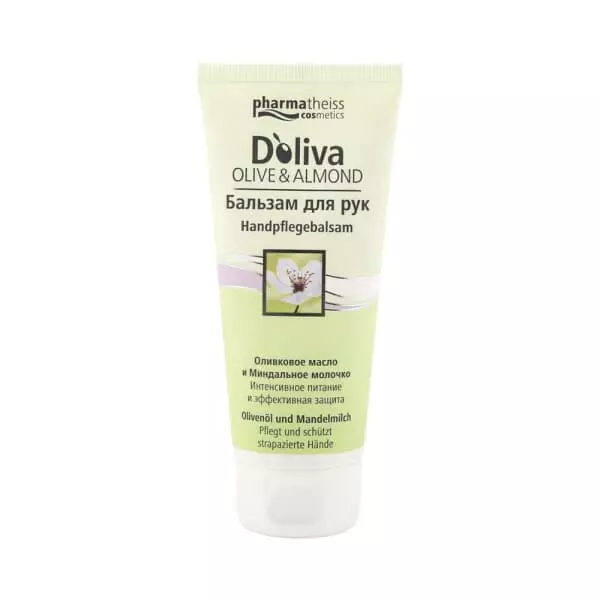 pharmatheiss
cosmetics
D'oliva
OLIVE & ALMOND
Бальзам для рук
Handpflegebalsam
Оливковое масло
и Миндальное молочко
Интенсивное питание
и эффективная защита
Olivenöl und Mandelmilch
Pflegt und schützt
strapazierte Hände